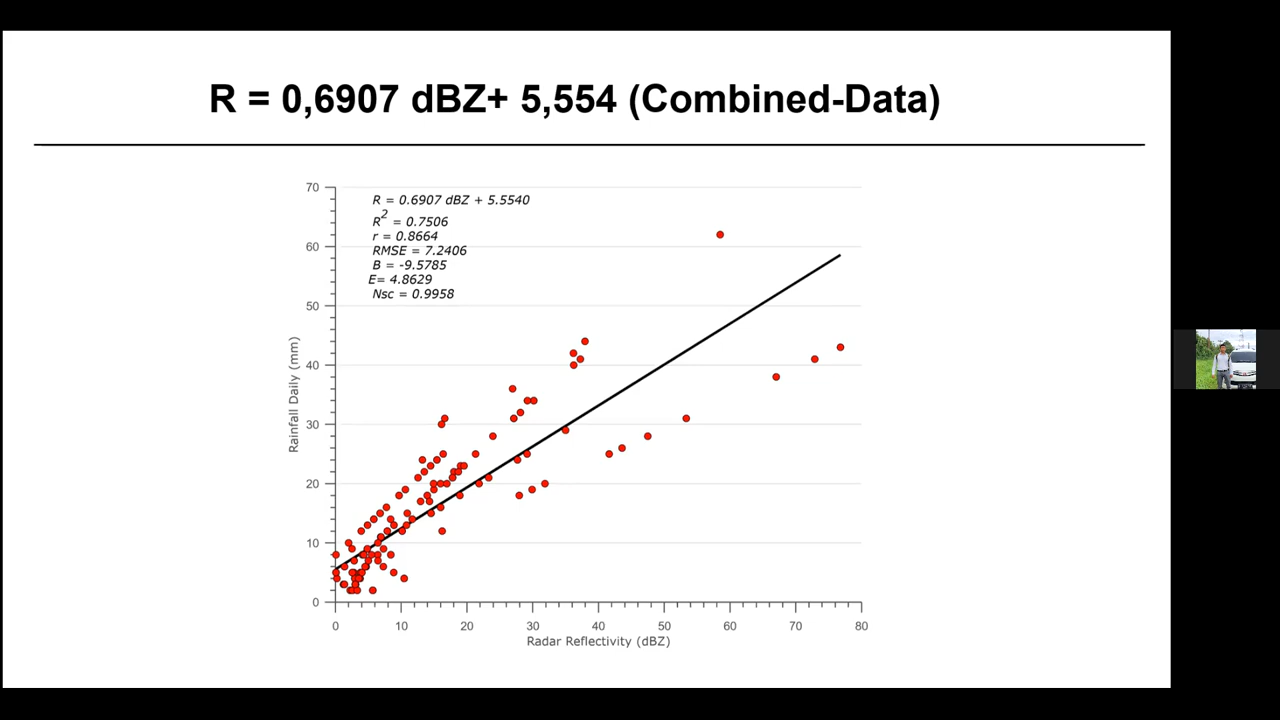 R = 0,6907 dBZ+ 5,554 (Combined-Data)
70
R = 0.6907 dBZ + 5.5540
R2 = 0.7506
r = 0.8664
RMSE = 7.2406
60
B = -9.5785
E= 4.8629
Nsc = 0.9958
50
40
30
20
10
0
Rainfall Daily (mm)
0 10 20 30 40 50 60 70 80
Radar Reflectivity (dBZ)